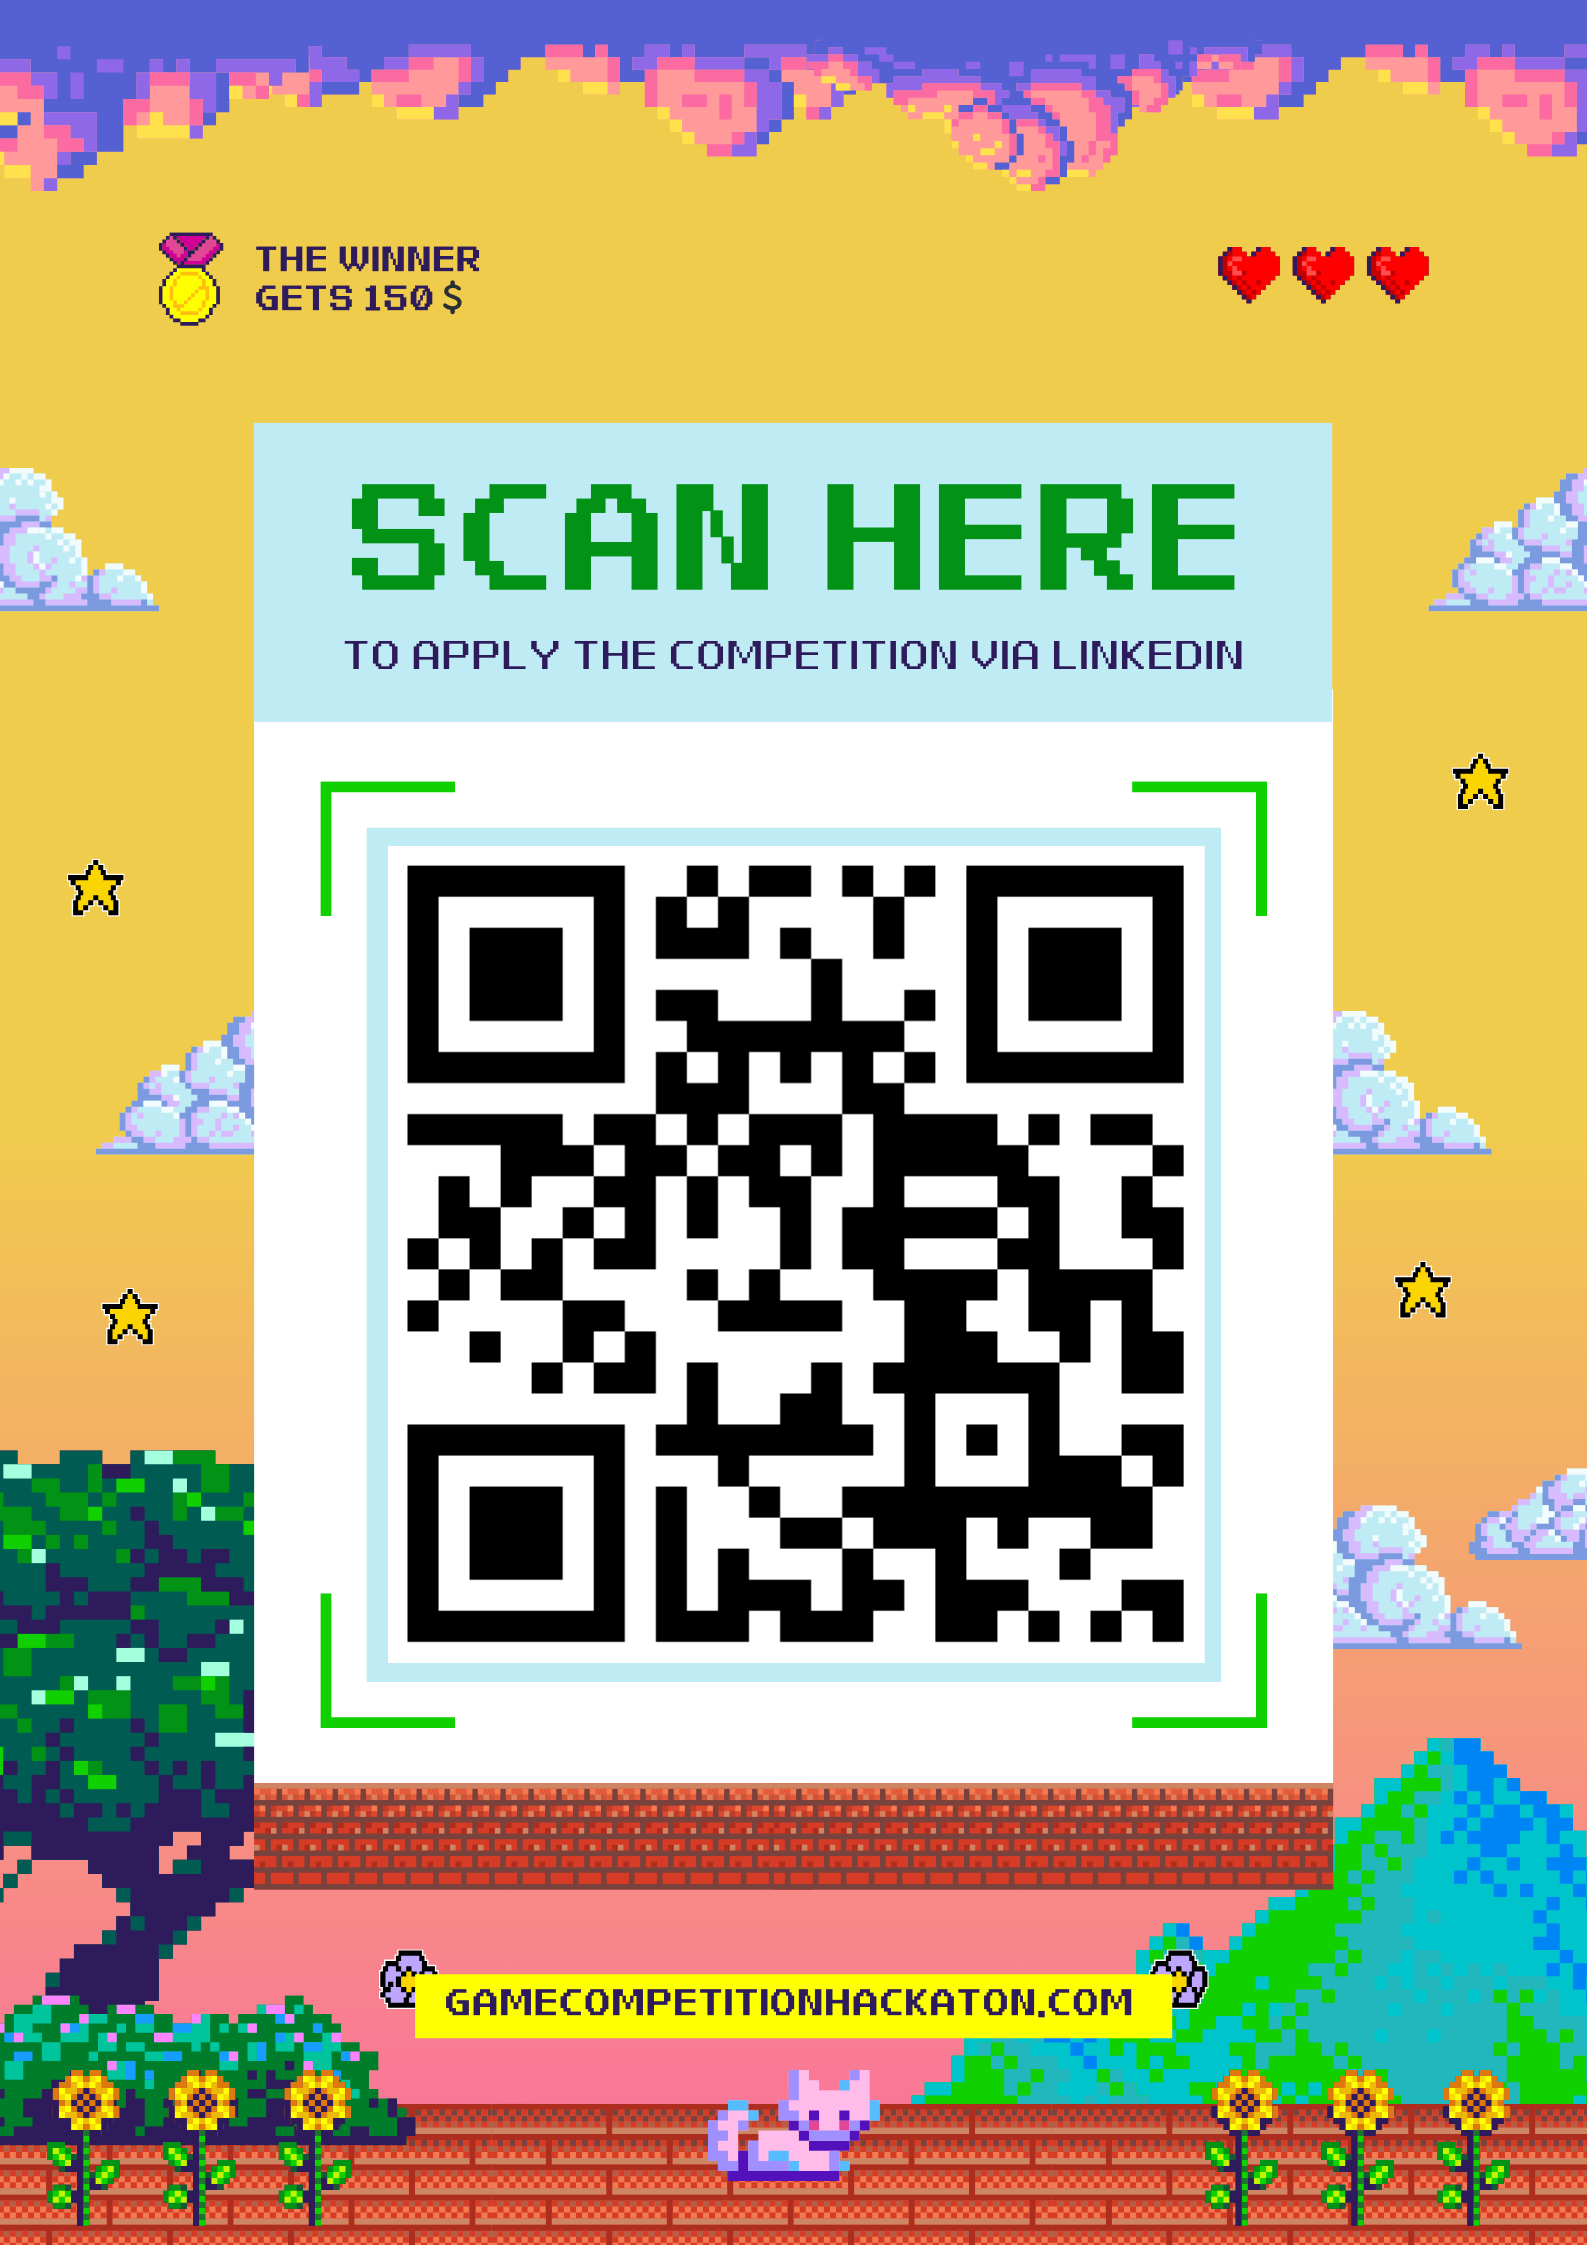 THE WINNER
GETS 150 $
SCAN HERE
TO APPLY THE COMPETITION VIA LINKEDIN
GAMECOMPETITIONHACKATON.COM